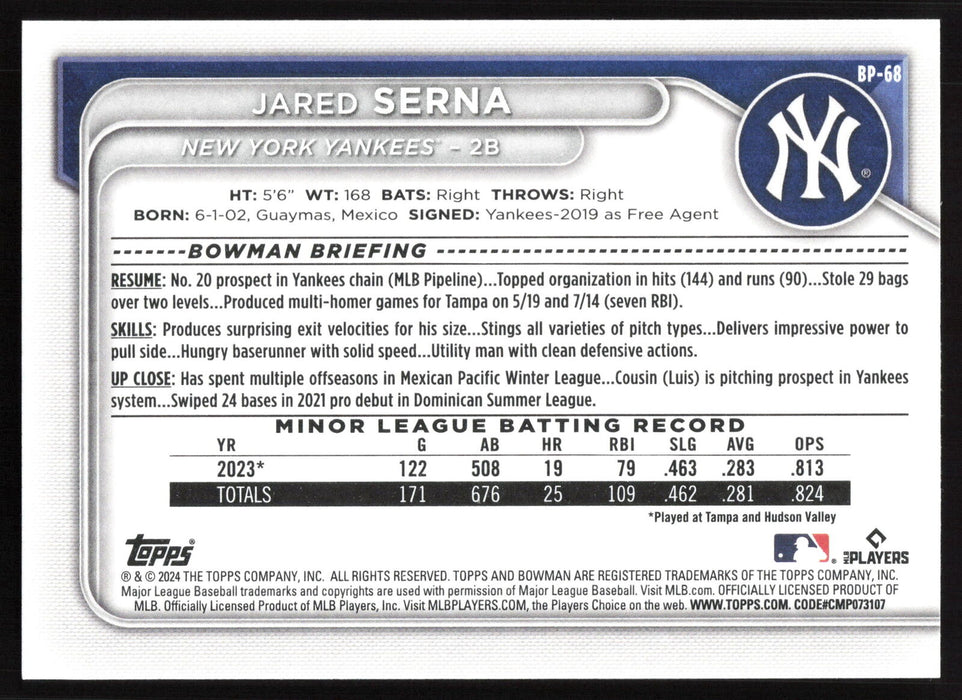 BP-68
JARED SERNA
NEW YORK YANKEES™ – 2B
NY®
HT: 5'6" WT: 168 BATS: Right THROWS: Right
BORN: 6-1-02, Guaymas, Mexico SIGNED: Yankees-2019 as Free Agent
-------BOWMAN BRIEFING -------
RESUME: No. 20 prospect in Yankees chain (MLB Pipeline)...Topped organization in hits (144) and runs (90)...Stole 29 bags
over two levels...Produced multi-homer games for Tampa on 5/19 and 7/14 (seven RBI).
SKILLS: Produces surprising exit velocities for his size...Stings all varieties of pitch types...Delivers impressive power to
pull side...Hungry baserunner with solid speed...Utility man with clean defensive actions.
UP CLOSE: Has spent multiple offseasons in Mexican Pacific Winter League...Cousin (Luis) is pitching prospect in Yankees
system...Swiped 24 bases in 2021 pro debut in Dominican Summer League.
MINOR LEAGUE BATTING RECORD
YR G AB HR RBI SLG AVG OPS
2023* 122 508 19 79 .463 .283 .813
TOTALS 171 676 25 109 .462 .281 .824
*Played at Tampa and Hudson Valley
topps® MLB PLAYERS
® & © 2024 THE TOPPS COMPANY, INC. ALL RIGHTS RESERVED. TOPPS AND BOWMAN ARE REGISTERED TRADEMARKS OF THE TOPPS COMPANY, INC.
Major League Baseball trademarks and copyrights are used with permission of Major League Baseball. Visit MLB.com. OFFICIALLY LICENSED PRODUCT OF
MLB. Officially Licensed Product of MLB Players, Inc. Visit MLBPLAYERS.COM, the Players Choice on the web. WWW.TOPPS.COM. CODE#CMP073107